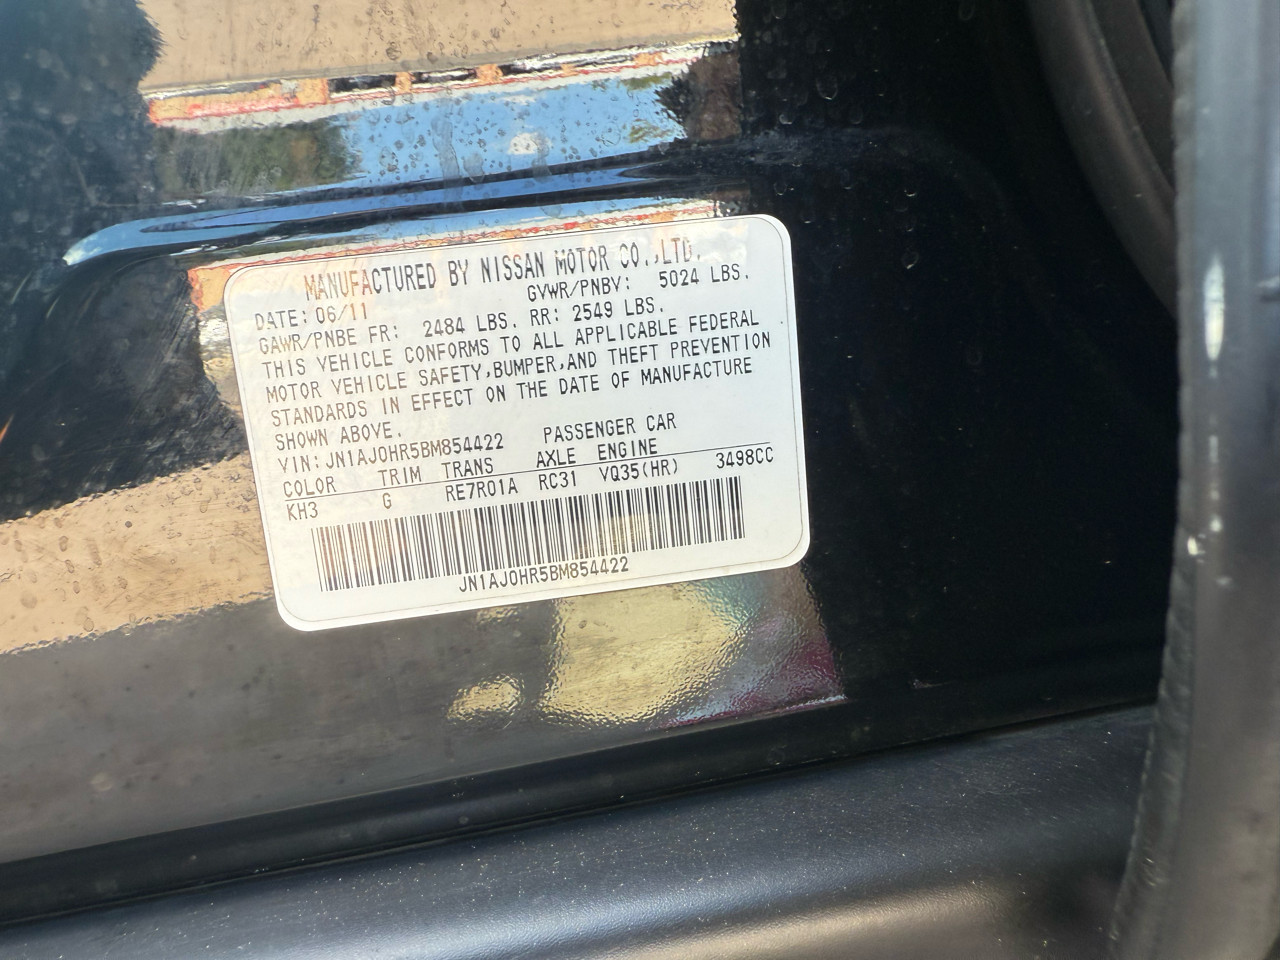 MANUFACTURED BY NISSAN MOTOR CO.,LTD.
DATE: 06/11 GVWR/PNBV: 5024 LBS.
GAWR/PNBE FR: 2484 LBS. RR: 2549 LBS.
THIS VEHICLE CONFORMS TO ALL APPLICABLE FEDERAL
MOTOR VEHICLE SAFETY,BUMPER,AND THEFT PREVENTION
STANDARDS IN EFFECT ON THE DATE OF MANUFACTURE
SHOWN ABOVE.
VIN: JN1AJ0HR5BM854422 PASSENGER CAR
COLOR TRIM TRANS AXLE ENGINE
KH3 G RE7R01A RC31 VQ35(HR) 3498CC
JN1AJ0HR5BM854422